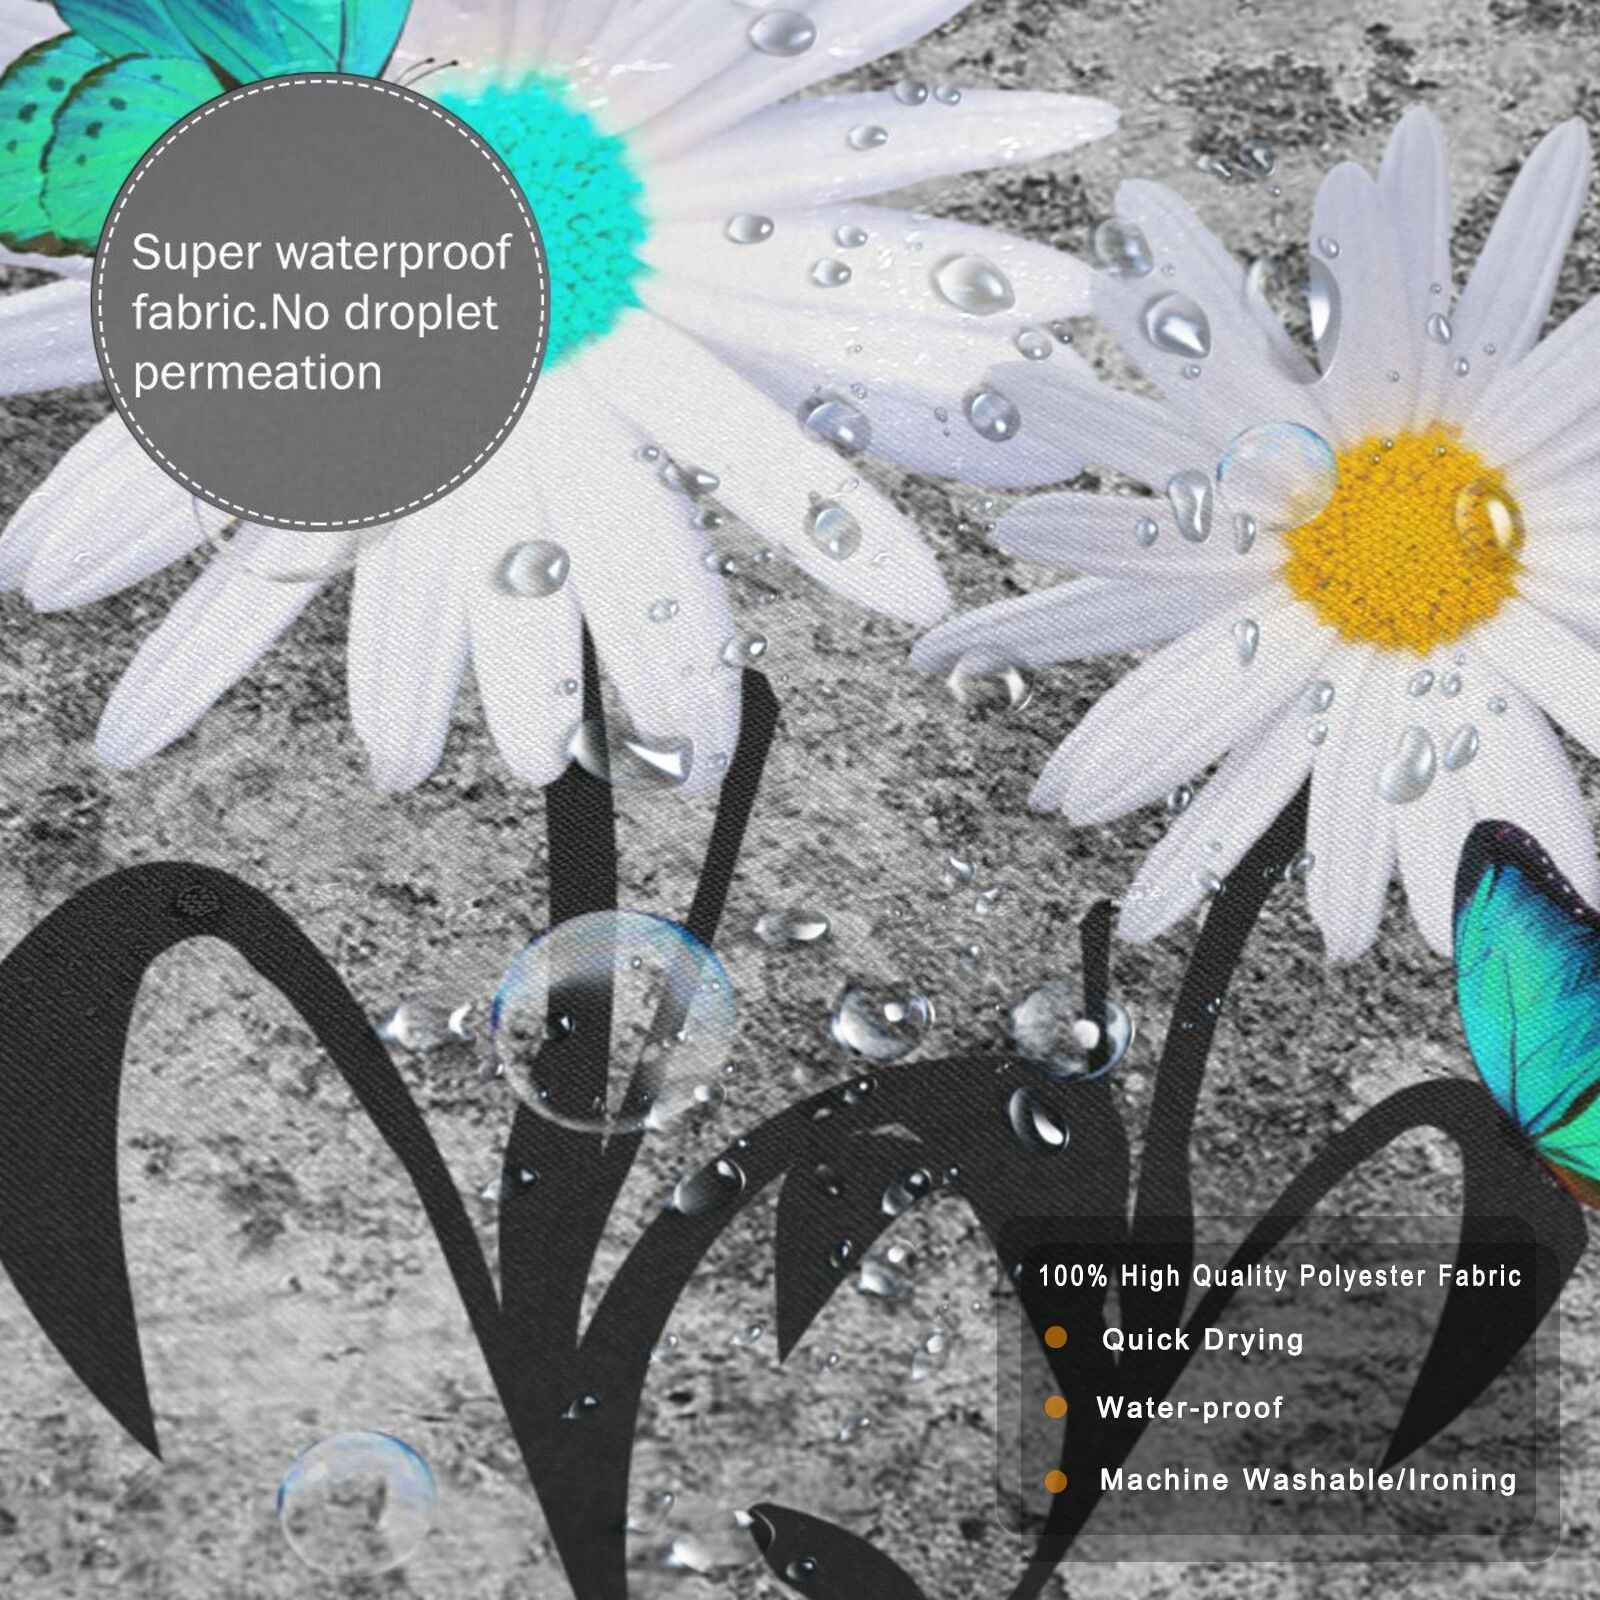 Super waterproof
fabric.No droplet
permeation
100% High Quality Polyester Fabric
Quick Drying
Water-proof
Machine Washable/Ironing